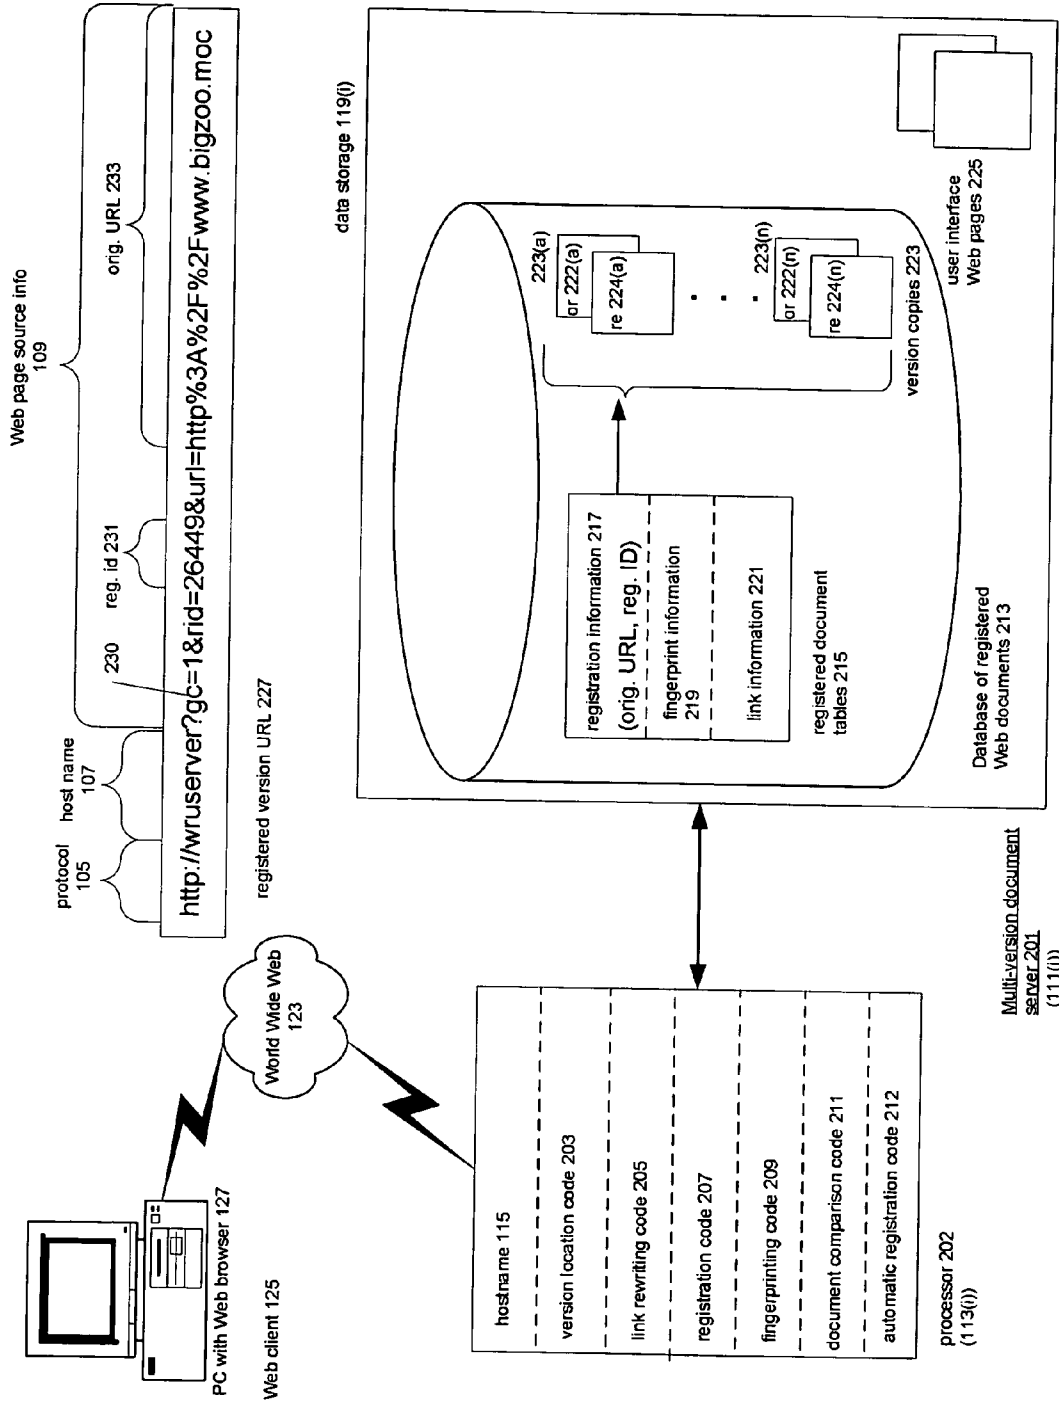 Web page source info
109
protocol
105
host name
107
230
reg. id 231
orig. URL 233
http://wruserver?gc=1&rid=26449&url=http%3A%2F%2Fwww.bigzoo.moc
registered version URL 227
PC with Web browser 127
Web client 125
World Wide Web
123
hostname 115
version location code 203
link rewriting code 205
registration code 207
fingerprinting code 209
document comparison code 211
automatic registration code 212
processor 202
(113(i))
Multi-version document
server 201
(111(i))
data storage 119(i)
registration information 217
(orig. URL, reg. ID)
fingerprint information
219
link information 221
registered document
tables 215
223(a)
or 222(a)
re 224(a)
223(n)
or 222(n)
re 224(n)
version copies 223
Database of registered
Web documents 213
user interface
Web pages 225